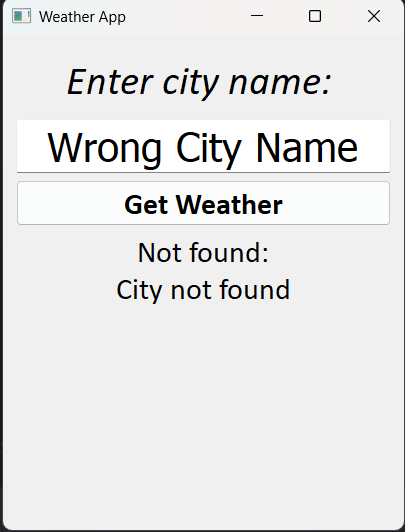 Weather App
Enter city name:
Wrong City Name
Get Weather
Not found:
City not found